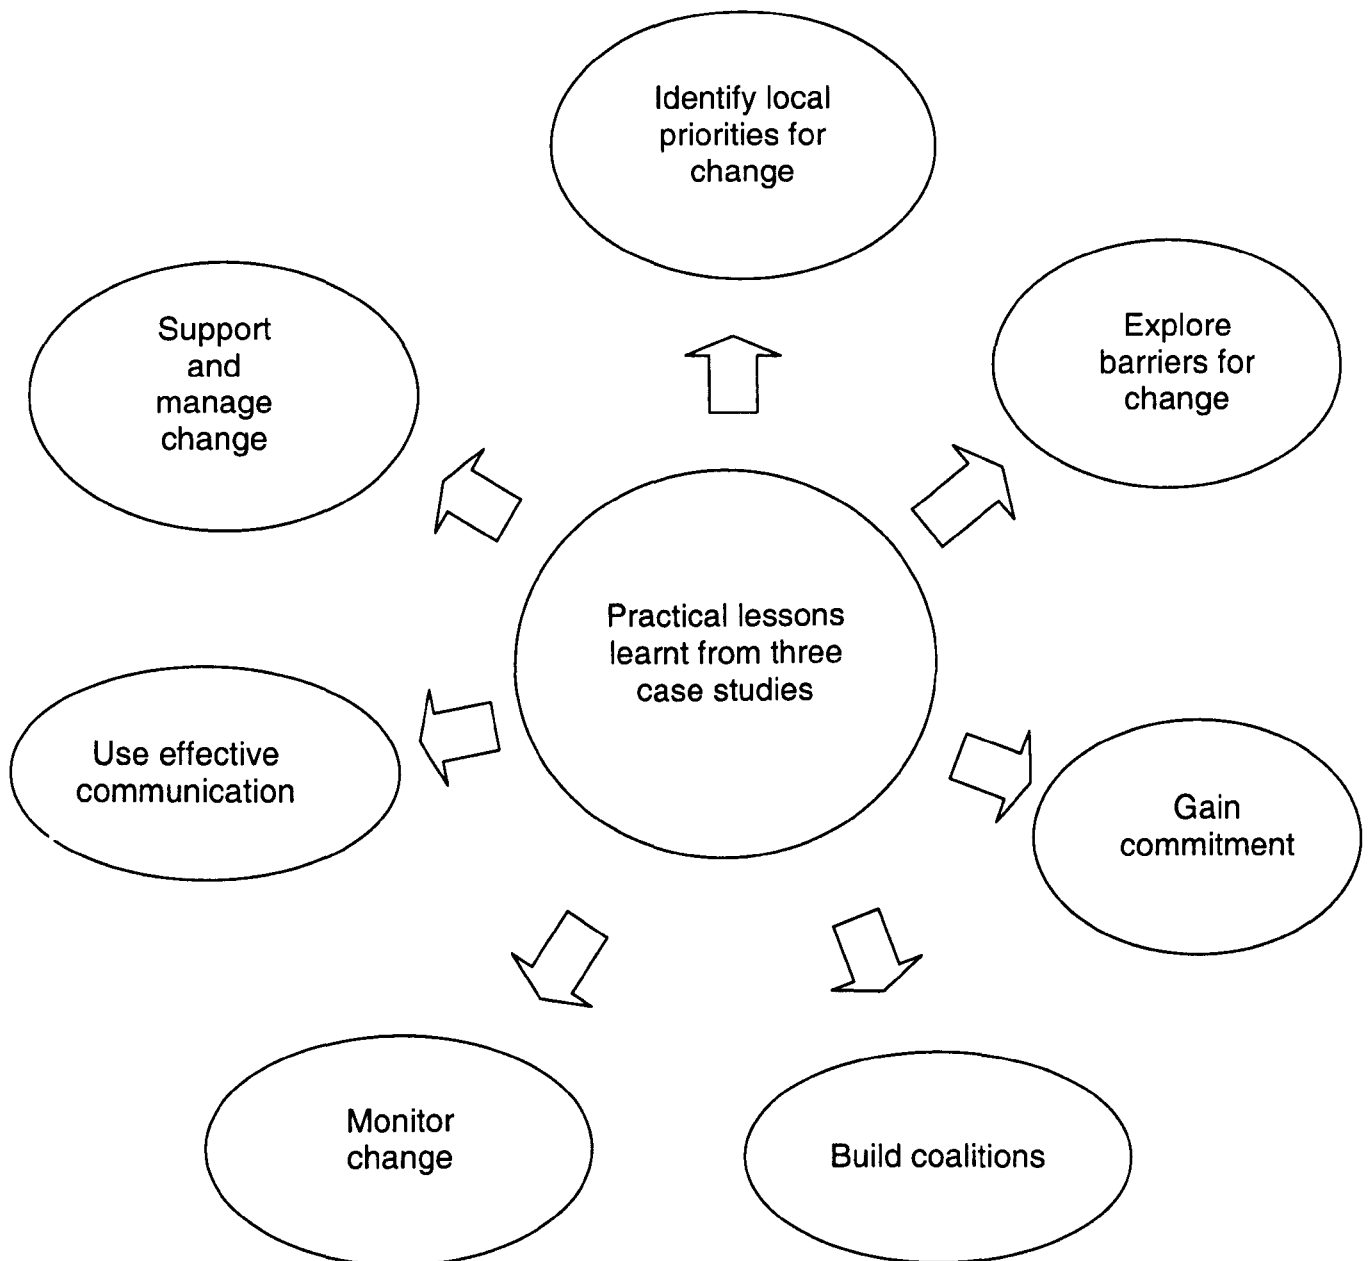 Identify local
priorities for
change
Explore
barriers for
change
Support
and
manage
change
Practical lessons
learnt from three
case studies
Use effective
communication
Gain
commitment
Monitor
change
Build coalitions